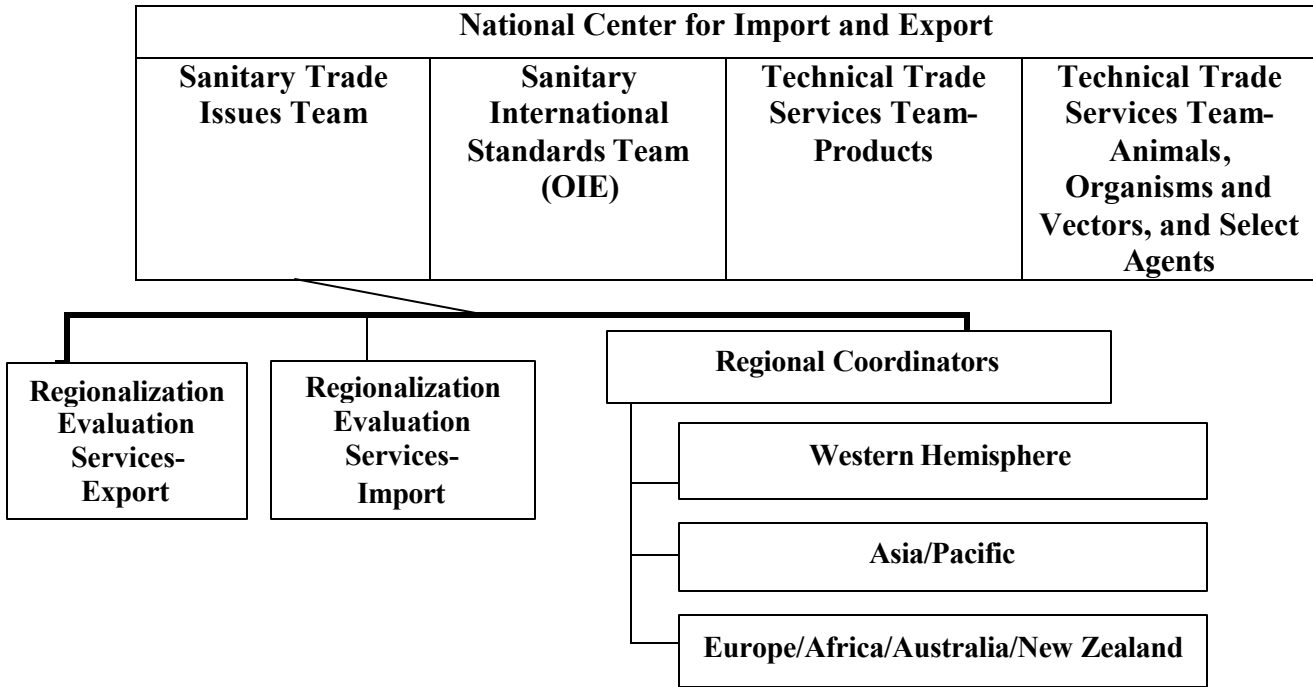 National Center for Import and Export
Sanitary Trade
Issues Team
Sanitary
International
Standards Team
(OIE)
Technical Trade
Services Team-
Products
Technical Trade
Services Team-
Animals,
Organisms and
Vectors, and Select
Agents
Regionalization
Evaluation
Services-
Export
Regionalization
Evaluation
Services-
Import
Regional Coordinators
Western Hemisphere
Asia/Pacific
Europe/Africa/Australia/New Zealand